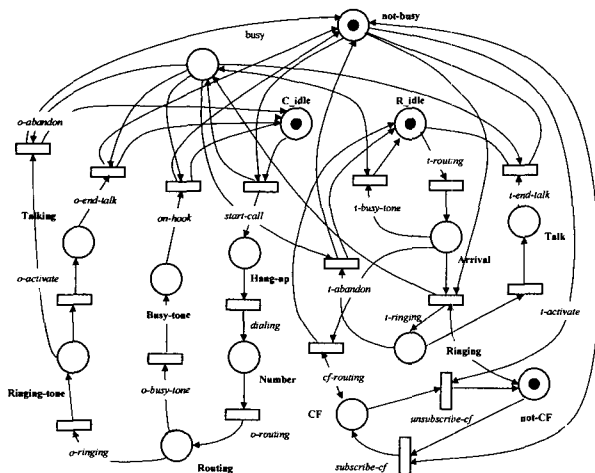 not-busy
busy
C_idle
R_idle
o-abandon
t-routing
o-end-talk
on-hook
start-call
t-busy-tone
t-end-talk
Talking
Talk
Arrival
o-activate
Hang-up
t-abandon
t-ringing
t-activate
Busy-tone
dialing
Ringing
Number
cf-routing
Ringing-tone
o-busy-tone
CF
unsubscribe-cf
not-CF
o-routing
o-ringing
Routing
subscribe-cf